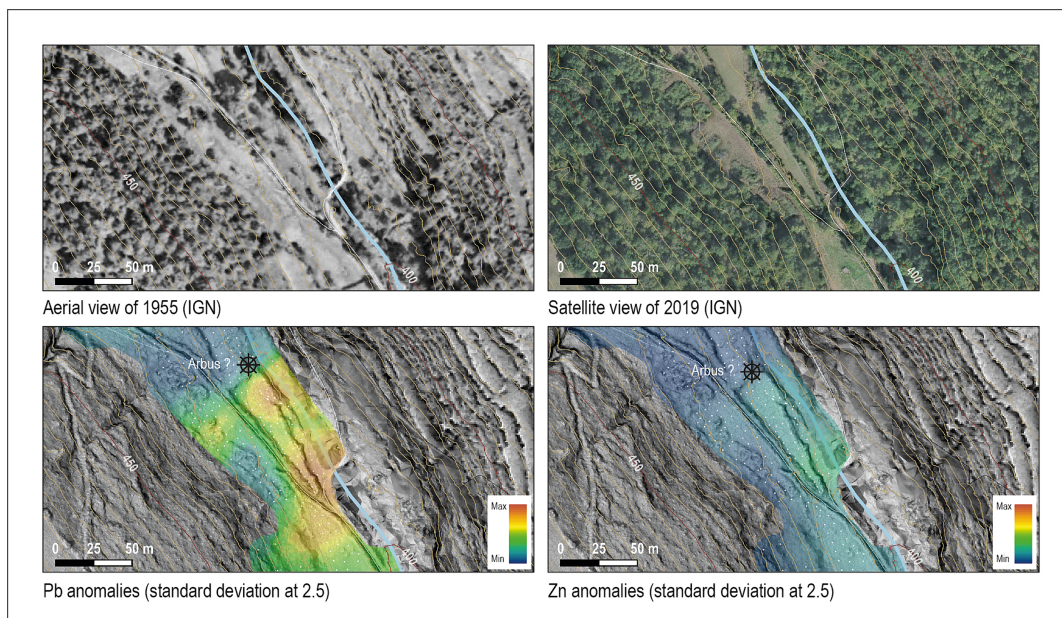 450
400
0 25 50 m
Aerial view of 1955 (IGN)
450
400
0 25 50 m
Satellite view of 2019 (IGN)
Arbus ?
450
400
0 25 50 m
Max
Min
Pb anomalies (standard deviation at 2.5)
Arbus ?
450
400
0 25 50 m
Max
Min
Zn anomalies (standard deviation at 2.5)